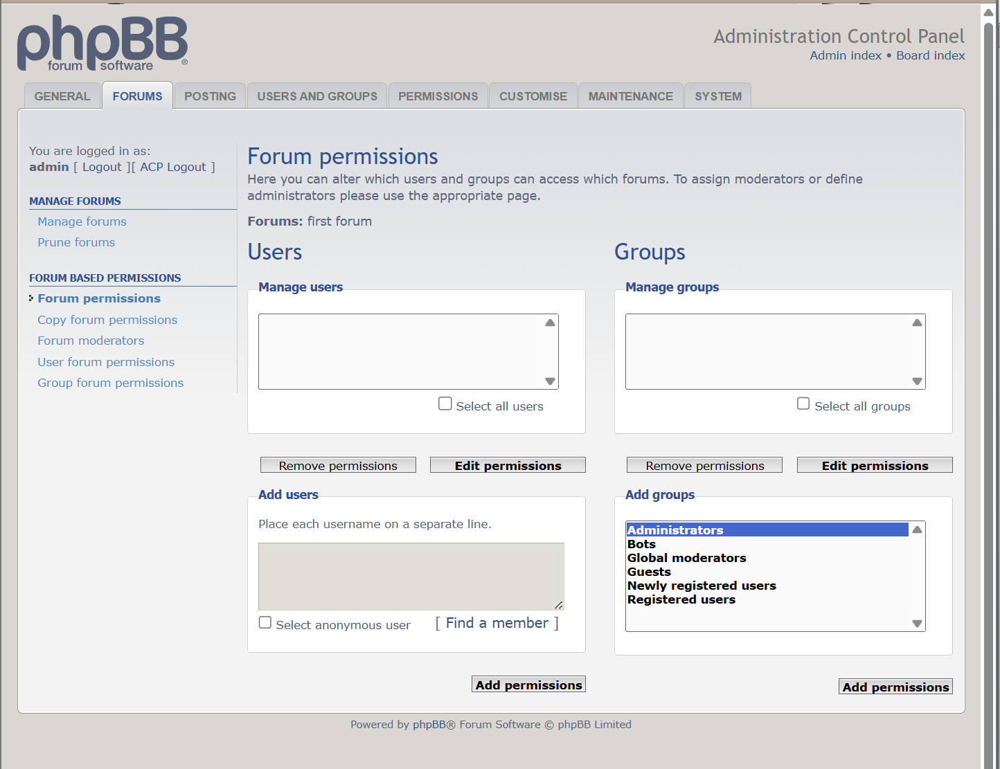 phpBB
forum software ®
Administration Control Panel
Admin index • Board index
GENERAL
FORUMS
POSTING
USERS AND GROUPS
PERMISSIONS
CUSTOMISE
MAINTENANCE
SYSTEM
You are logged in as:
admin [ Logout ][ ACP Logout ]
MANAGE FORUMS
Manage forums
Prune forums
FORUM BASED PERMISSIONS
Forum permissions
Copy forum permissions
Forum moderators
User forum permissions
Group forum permissions
Forum permissions
Here you can alter which users and groups can access which forums. To assign moderators or define
administrators please use the appropriate page.
Forums: first forum
Users
Manage users
Select all users
Remove permissions
Edit permissions
Add users
Place each username on a separate line.
Select anonymous user
[ Find a member ]
Add permissions
Groups
Manage groups
Select all groups
Remove permissions
Edit permissions
Add groups
Administrators
Bots
Global moderators
Guests
Newly registered users
Registered users
Add permissions
Powered by phpBB® Forum Software © phpBB Limited